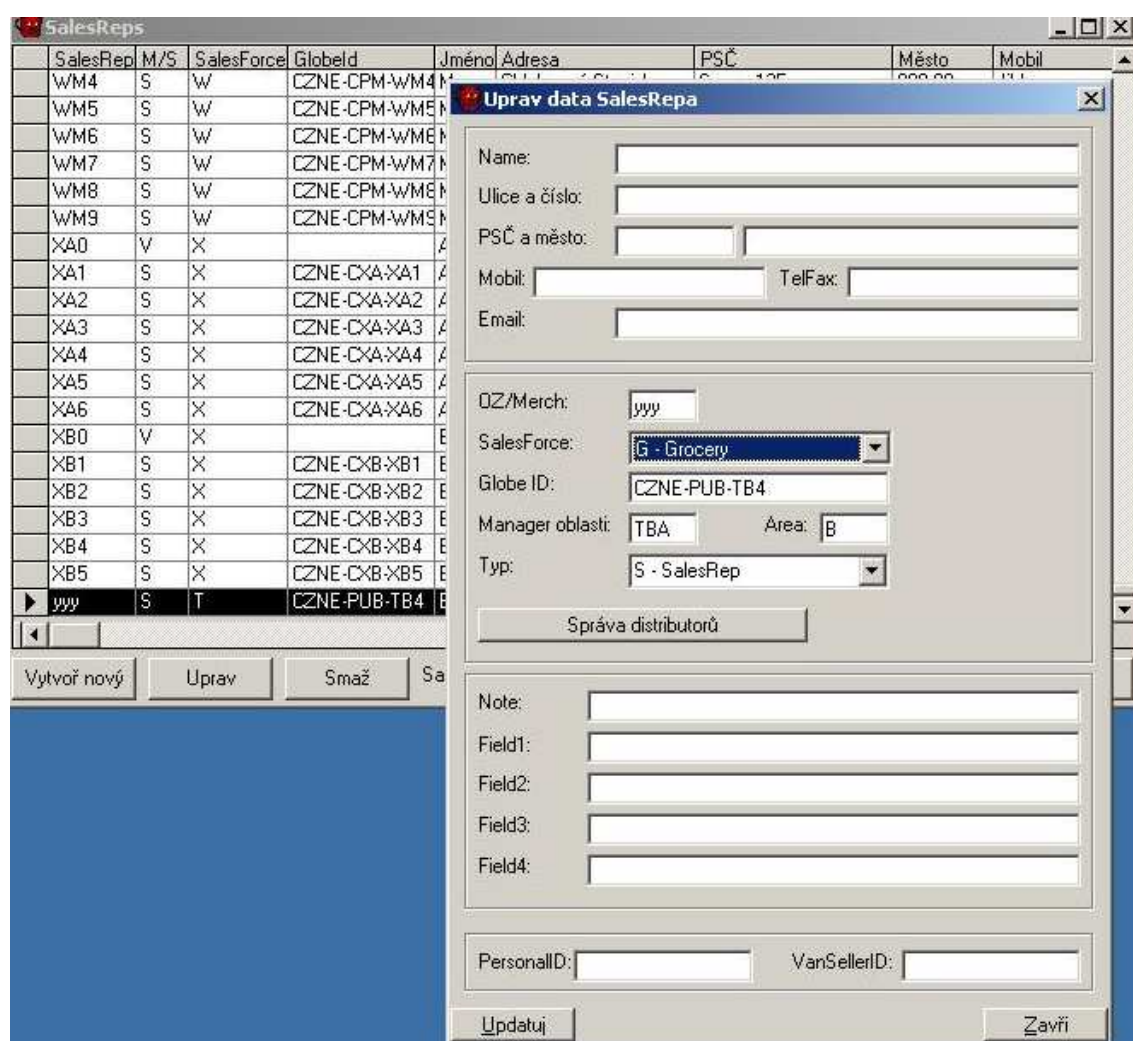 SalesReps
SalesRep M/S SalesForce GlobeId Jméno Adresa PSČ Město Mobil
WM4 S W CZNE-CPM-WM4
WM5 S W CZNE-CPM-WM5
WM6 S W CZNE-CPM-WM6
WM7 S W CZNE-CPM-WM7
WM8 S W CZNE-CPM-WM8
WM9 S W CZNE-CPM-WM9
XA0 V X
XA1 S X CZNE-CXA-XA1
XA2 S X CZNE-CXA-XA2
XA3 S X CZNE-CXA-XA3
XA4 S X CZNE-CXA-XA4
XA5 S X CZNE-CXA-XA5
XA6 S X CZNE-CXA-XA6
XB0 V X
XB1 S X CZNE-CXB-XB1
XB2 S X CZNE-CXB-XB2
XB3 S X CZNE-CXB-XB3
XB4 S X CZNE-CXB-XB4
XB5 S X CZNE-CXB-XB5
yyy S T CZNE-PUB-TB4
Vytvoř nový Uprav Smaž Sa
Uprav data SalesRepa
Name:
Ulice a číslo:
PSČ a město:
Mobil: TelFax:
Email:
OZ/Merch: yyy
SalesForce: G - Grocery
Globe ID: CZNE-PUB-TB4
Manager oblasti: TBA Area: B
Typ: S - SalesRep
Správa distributorů
Note:
Field1:
Field2:
Field3:
Field4:
PersonalID: VanSellerID:
Updatuj Zavři